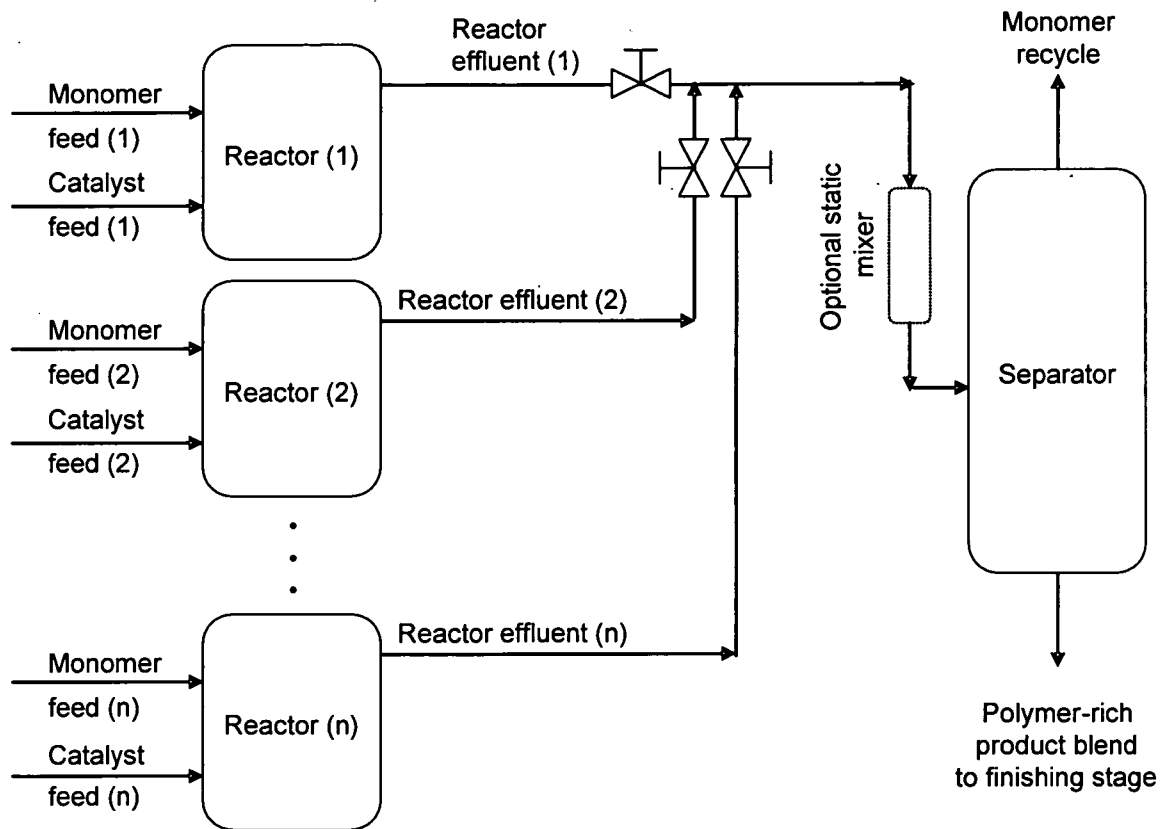 Monomer
feed (1)
Catalyst
feed (1)
Reactor (1)
Reactor
effluent (1)
Monomer
recycle
Monomer
feed (2)
Catalyst
feed (2)
Reactor (2)
Reactor effluent (2)
Optional static
mixer
Separator
Monomer
feed (n)
Catalyst
feed (n)
Reactor (n)
Reactor effluent (n)
Polymer-rich
product blend
to finishing stage